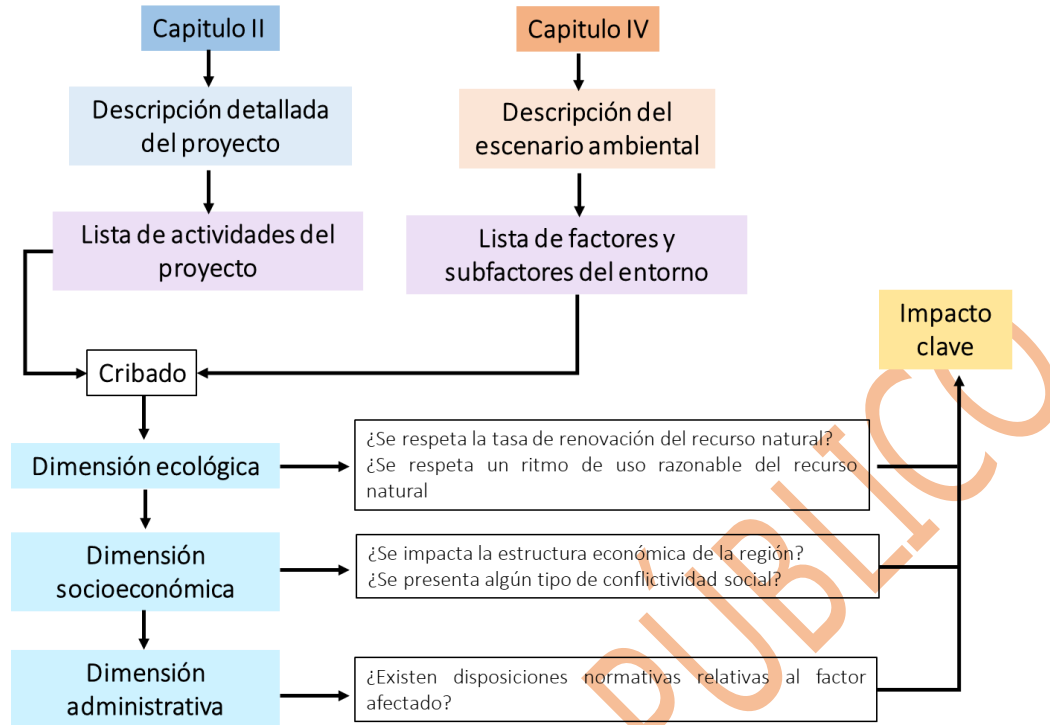 Capitulo II
Capitulo IV
Descripción detallada
del proyecto
Descripción del
escenario ambiental
Lista de actividades del
proyecto
Lista de factores y
subfactores del entorno
Impacto
clave
Cribado
Dimensión ecológica
¿Se respeta la tasa de renovación del recurso natural?
¿Se respeta un ritmo de uso razonable del recurso
natural
Dimensión
socioeconómica
¿Se impacta la estructura económica de la región?
¿Se presenta algún tipo de conflictividad social?
Dimensión
administrativa
¿Existen disposiciones normativas relativas al factor
afectado?
PÚBLICO